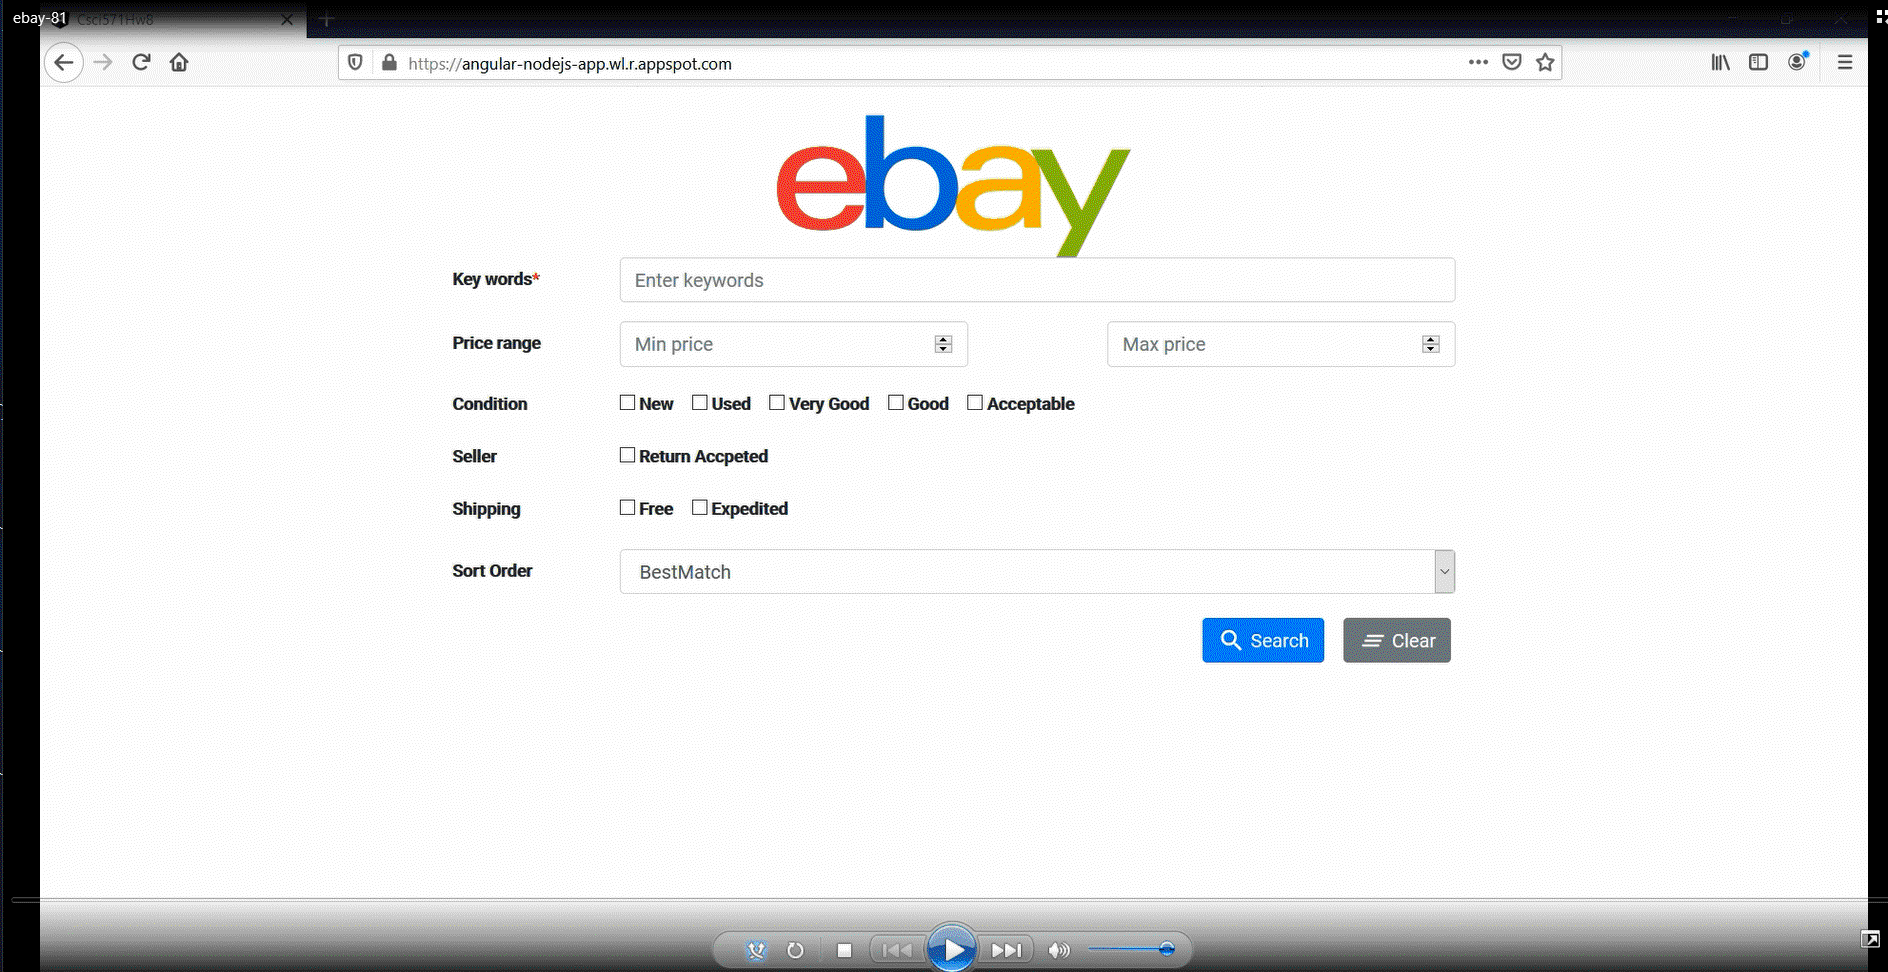 ebay-81
Csci571Hw8
https://angular-nodejs-app.wl.r.appspot.com
ebay
Key words*
Enter keywords
Price range
Min price
Max price
Condition
New Used Very Good Good Acceptable
Seller
Return Accpeted
Shipping
Free Expedited
Sort Order
BestMatch
Search
Clear